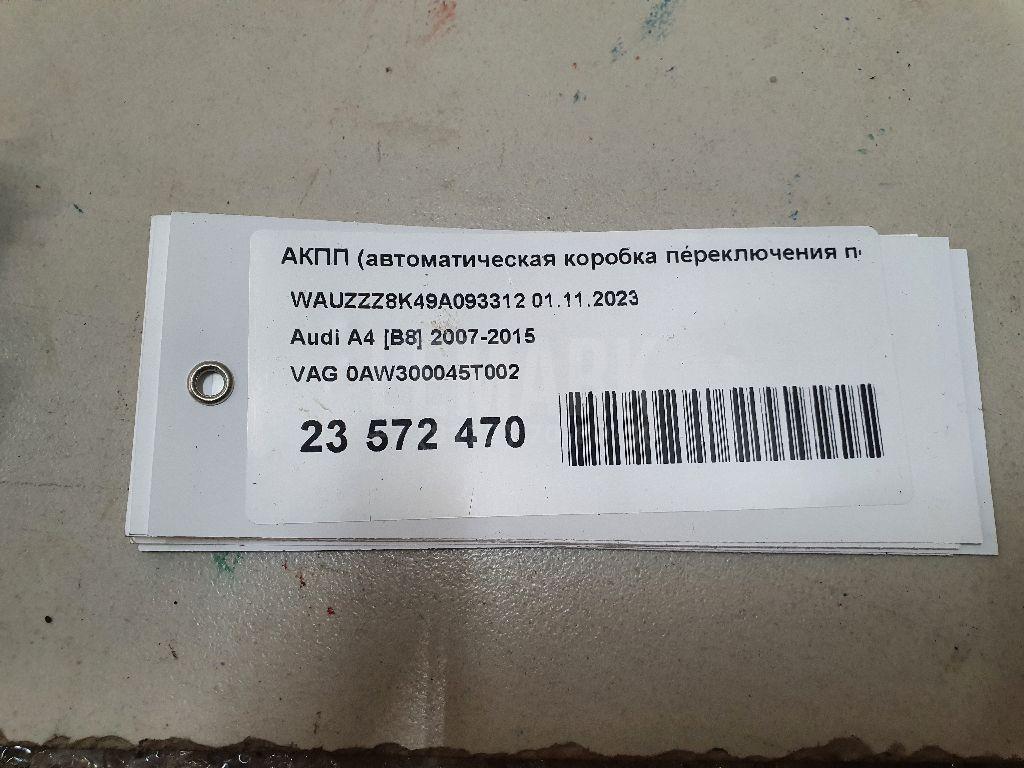 АКПП (автоматическая коробка переключения п
WAUZZZ8K49A093312 01.11.2023
Audi A4 [B8] 2007-2015
VAG 0AW300045T002
23 572 470